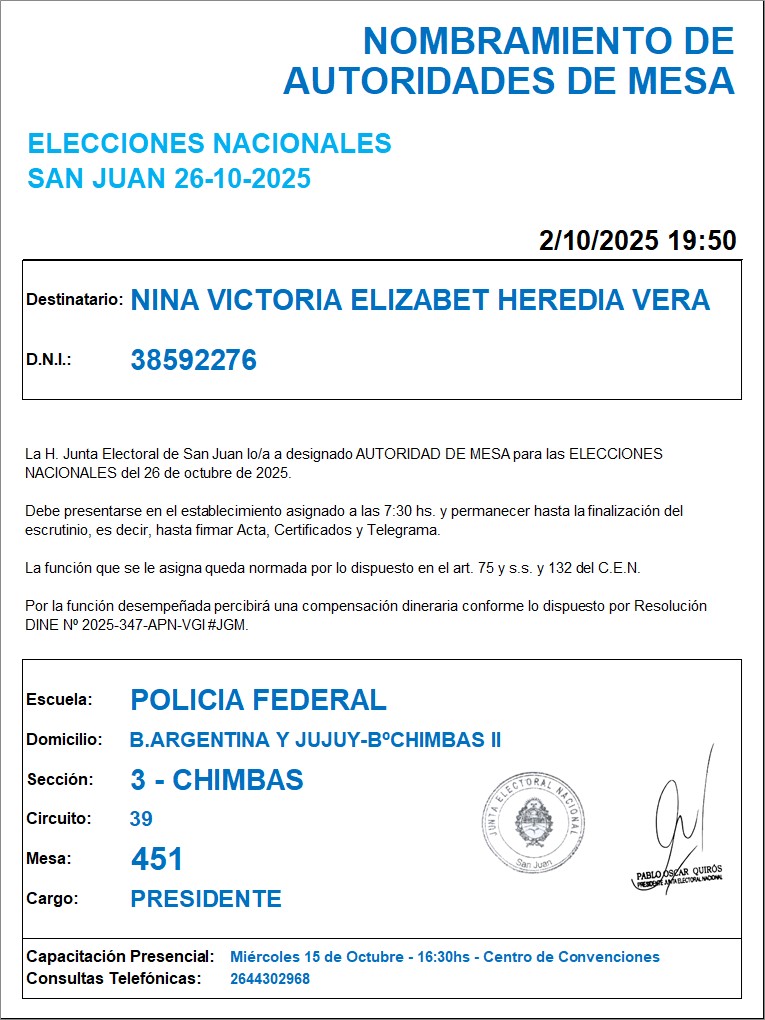 NOMBRAMIENTO DE
AUTORIDADES DE MESA
ELECCIONES NACIONALES
SAN JUAN 26-10-2025
2/10/2025 19:50
Destinatario: NINA VICTORIA ELIZABET HEREDIA VERA
D.N.I.: 38592276
La H. Junta Electoral de San Juan lo/a a designado AUTORIDAD DE MESA para las ELECCIONES
NACIONALES del 26 de octubre de 2025.
Debe presentarse en el establecimiento asignado a las 7:30 hs. y permanecer hasta la finalización del
escrutinio, es decir, hasta firmar Acta, Certificados y Telegrama.
La función que se le asigna queda normada por lo dispuesto en el art. 75 y s.s. y 132 del C.E.N.
Por la función desempeñada percibirá una compensación dineraria conforme lo dispuesto por Resolución
DINE Nº 2025-347-APN-VGI#JGM.
Escuela: POLICIA FEDERAL
Domicilio: B.ARGENTINA Y JUJUY-BºCHIMBAS II
Sección: 3 - CHIMBAS
Circuito: 39
Mesa: 451
Cargo: PRESIDENTE
JUNTA ELECTORAL NACIONAL
San Juan
PABLO OSCAR QUIRÓS
PRESIDENTE JUNTA ELECTORAL NACIONAL
Capacitación Presencial: Miércoles 15 de Octubre - 16:30hs - Centro de Convenciones
Consultas Telefónicas: 2644302968